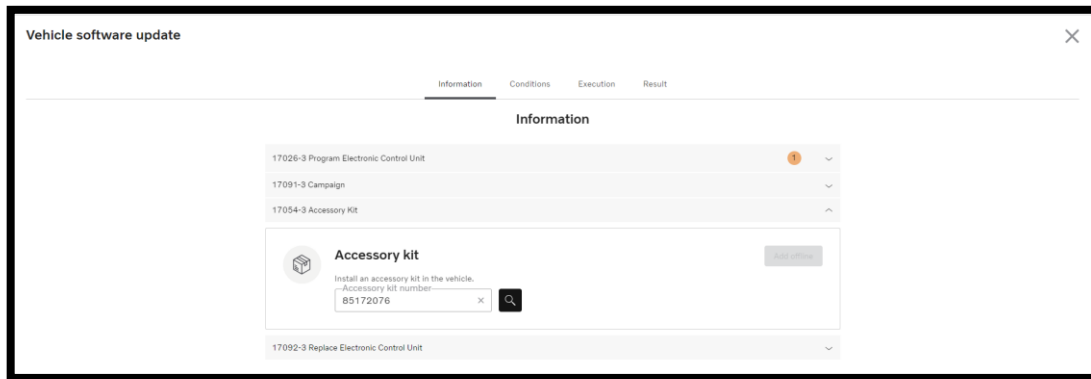 Vehicle software update
Information Conditions Execution Result
Information
17026-3 Program Electronic Control Unit 1
17091-3 Campaign
17054-3 Accessory Kit
Accessory kit
Add offline
Install an accessory kit in the vehicle.
Accessory kit number
85172076
17092-3 Replace Electronic Control Unit